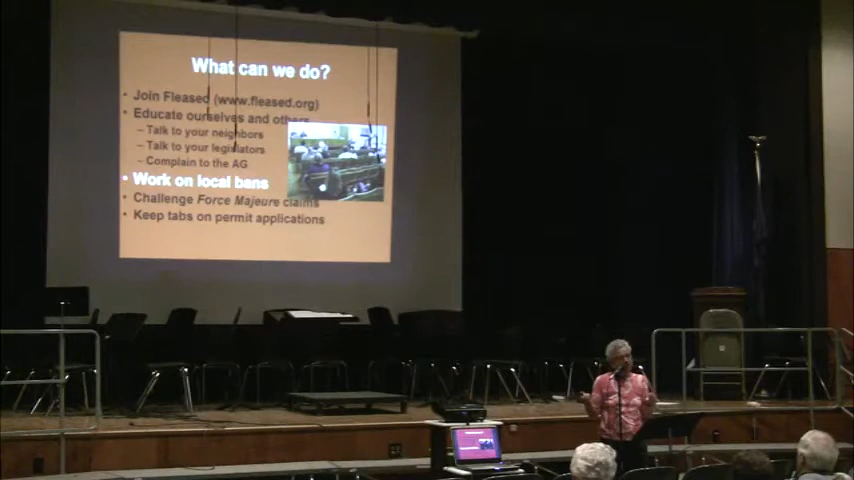 What can we do?
• Join Fleased (www.fleased.org)
• Educate ourselves and others
– Talk to your neighbors
– Talk to your legislators
– Complain to the AG
• Work on local bans
• Challenge Force Majeure claims
• Keep tabs on permit applications